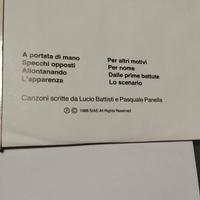 A portata di mano
Specchi opposti
Allontanando
L'apparenza
Per altri motivi
Per nome
Dalle prime battute
Lo scenario
Canzoni scritte da Lucio Battisti e Pasquale Panella
℗ © 1988 SIAE All Rights Reserved